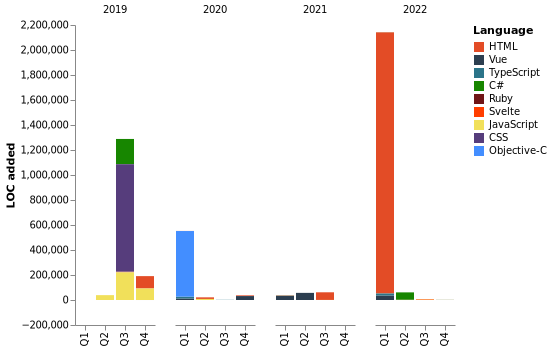 2019 2020 2021 2022
2,200,000
2,000,000
1,800,000
1,600,000
1,400,000
1,200,000
1,000,000
800,000
600,000
400,000
200,000
0
−200,000
LOC added
Q1 Q2 Q3 Q4 Q1 Q2 Q3 Q4 Q1 Q2 Q3 Q4 Q1 Q2 Q3 Q4
Language
HTML
Vue
TypeScript
C#
Ruby
Svelte
JavaScript
CSS
Objective-C